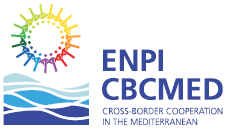 ENPI
CBCMED
CROSS-BORDER COOPERATION
IN THE MEDITERRANEAN